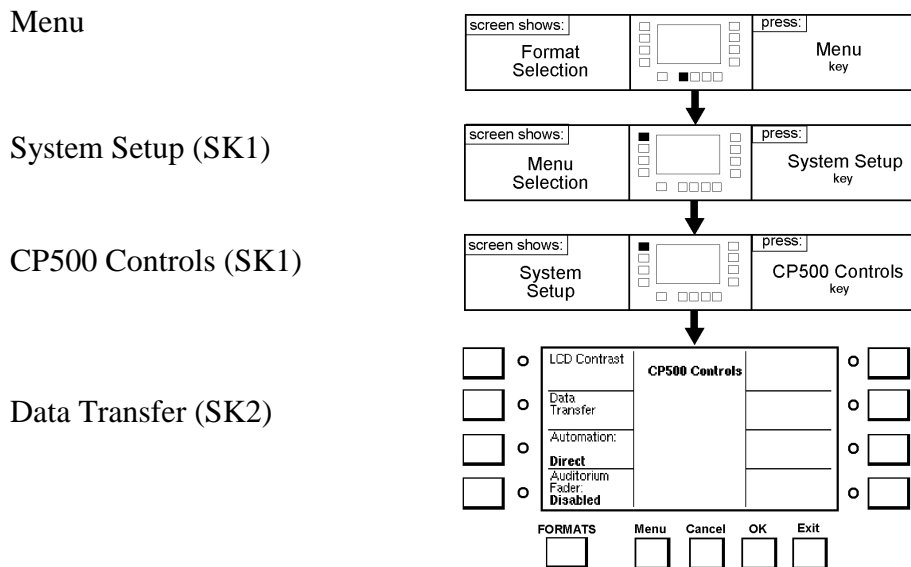 Menu
screen shows:
Format
Selection
press:
Menu
key
System Setup (SK1)
screen shows:
Menu
Selection
press:
System Setup
key
CP500 Controls (SK1)
screen shows:
System
Setup
press:
CP500 Controls
key
Data Transfer (SK2)
LCD Contrast
CP500 Controls
Data
Transfer
Automation:
Direct
Auditorium
Fader:
Disabled
FORMATS Menu Cancel OK Exit